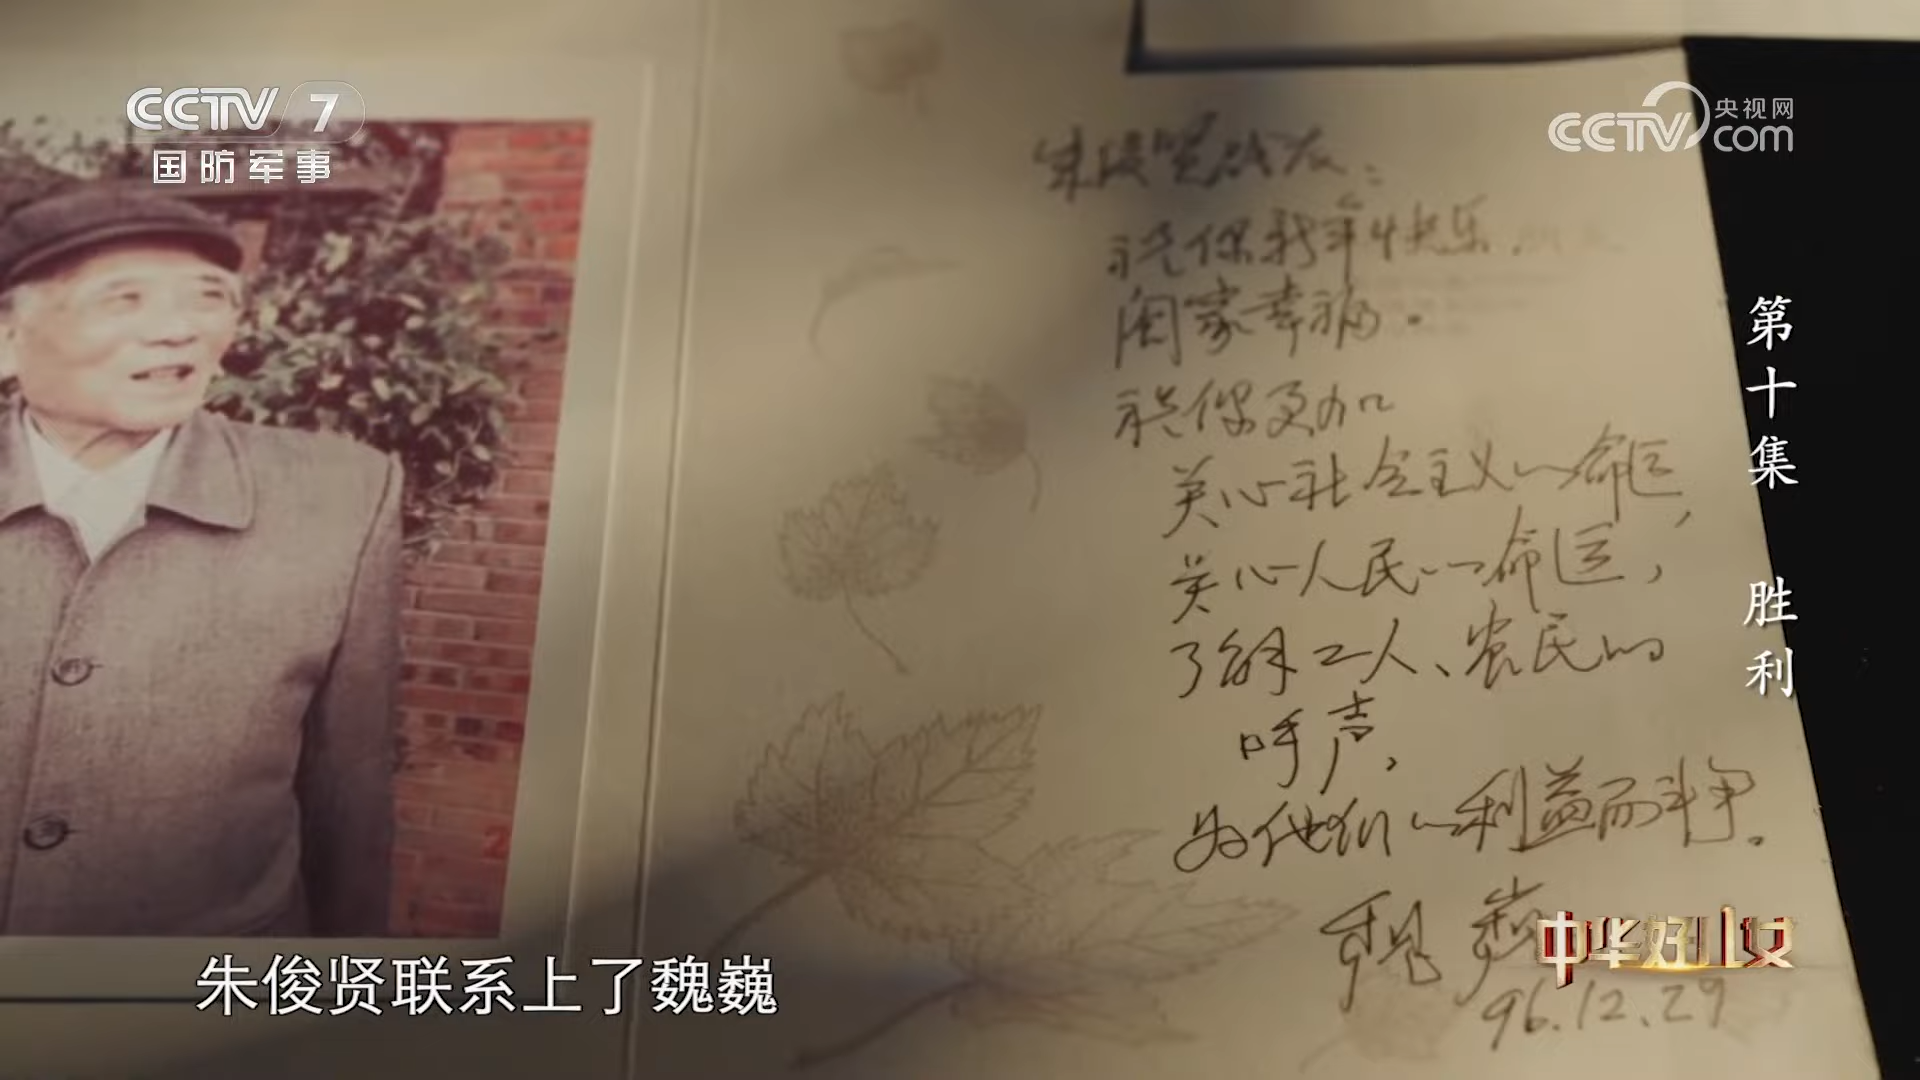 CCTV 7
国防军事
CCTV 央视网
com
朱俊贤战友：
祝你新年快乐，
阖家幸福。
祝你更加
关心社会主义的命运，
关心人民的命运，
了解工人、农民的
呼声，
为他们的利益而斗争。
魏巍
96.12.29
第十集 胜利
中华好儿女
朱俊贤联系上了魏巍